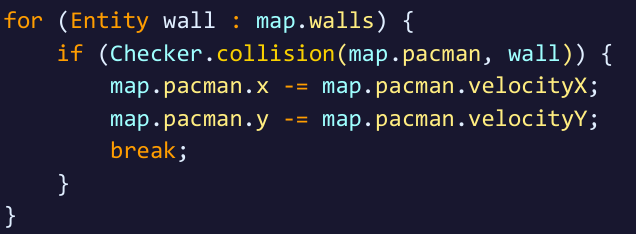 for (Entity wall : map.walls) {
    if (Checker.collision(map.pacman, wall)) {
        map.pacman.x -= map.pacman.velocityX;
        map.pacman.y -= map.pacman.velocityY;
        break;
    }
}